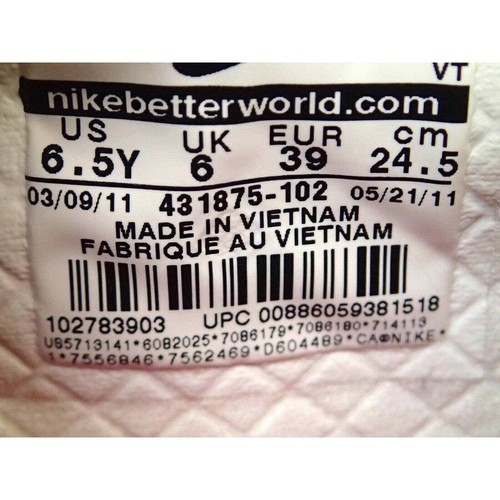 VT
nikebetterworld.com
US UK EUR cm
6.5Y 6 39 24.5
03/09/11 431875-102 05/21/11
MADE IN VIETNAM
FABRIQUE AU VIETNAM
102783903 UPC 00886059381518
US5713141*6082025*7086179*7086180*714113
1*7556846*7562469*D604489*CA®NIKE*